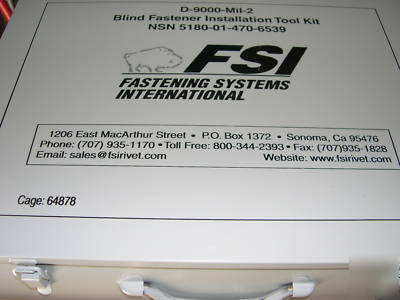 D-9000-Mil-2
Blind Fastener Installation Tool Kit
NSN 5180-01-470-6539
FSI
FASTENING SYSTEMS
INTERNATIONAL
1206 East MacArthur Street • P.O. Box 1372 • Sonoma, Ca 95476
Phone: (707) 935-1170 • Toll Free: 800-344-2393 • Fax: (707)935-1828
Email: sales@fsirivet.com Website: www.fsirivet.com
Cage: 64878